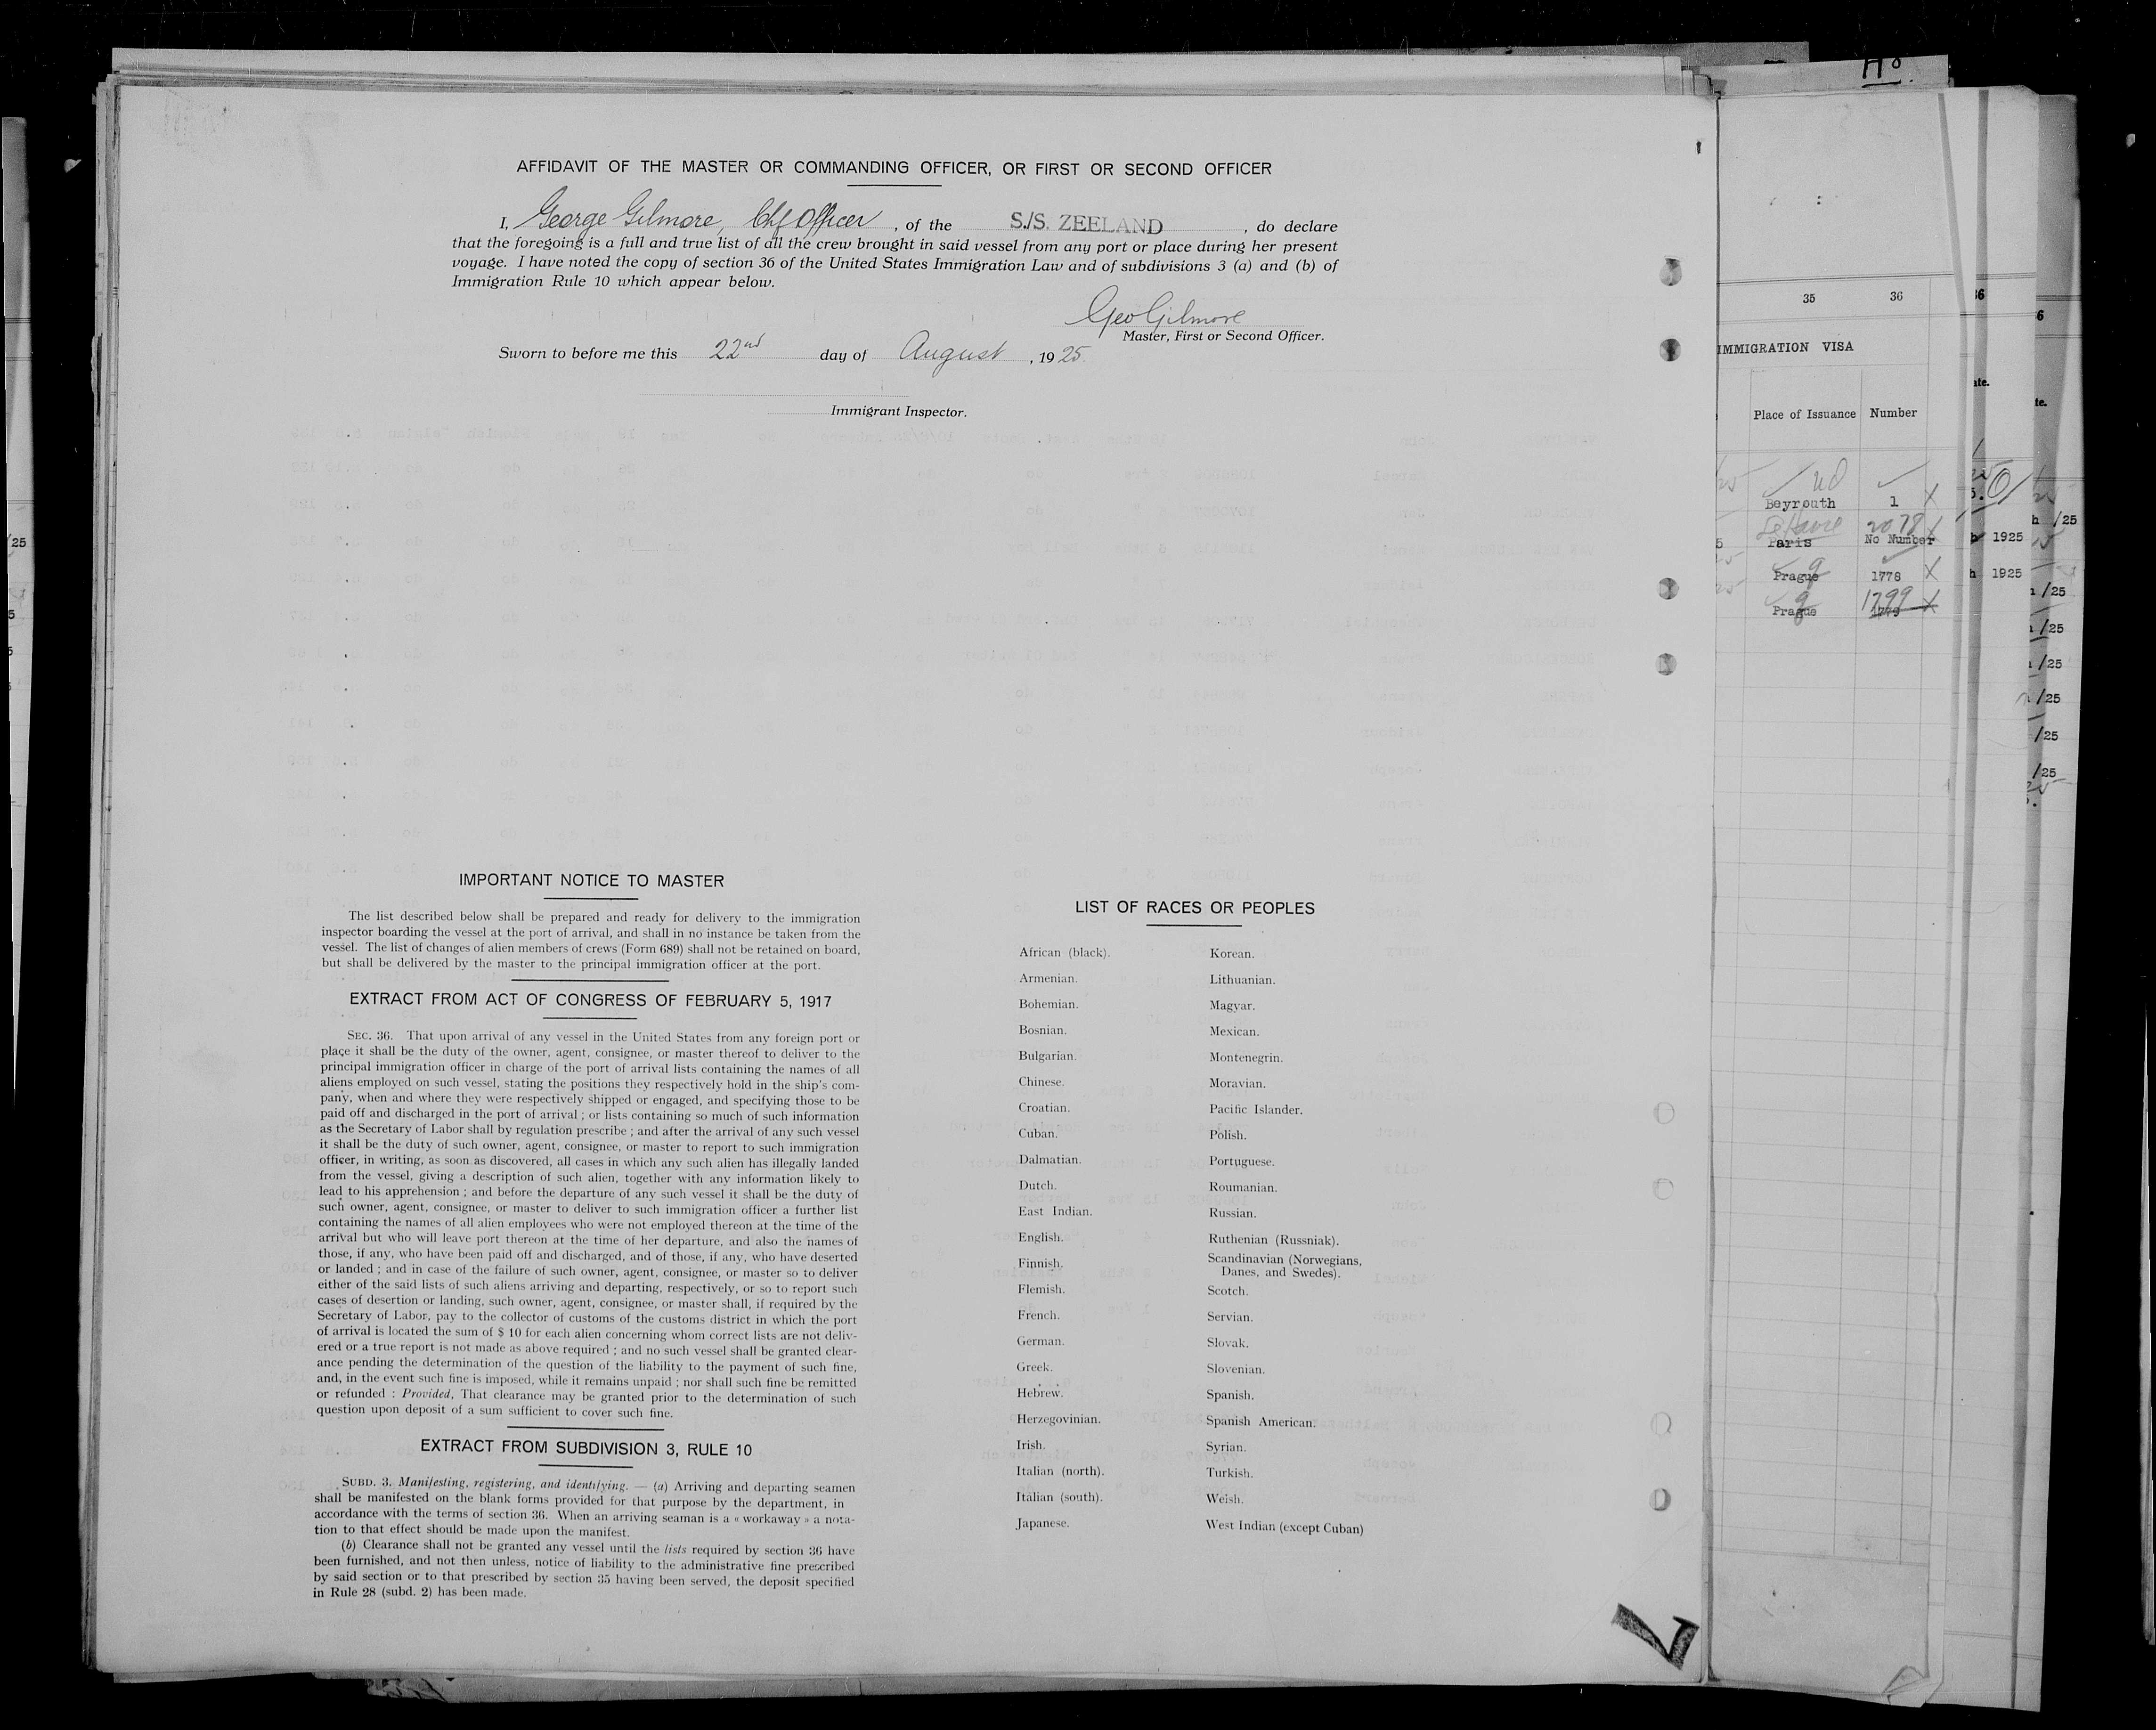 AFFIDAVIT OF THE MASTER OR COMMANDING OFFICER, OR FIRST OR SECOND OFFICER
I, George Gilmore, Chf Officer, of the S./S. ZEELAND, do declare
that the foregoing is a full and true list of all the crew brought in said vessel from any port or place during her present
voyage. I have noted the copy of section 36 of the United States Immigration Law and of subdivisions 3 (a) and (b) of
Immigration Rule 10 which appear below.
Geo Gilmore
Master, First or Second Officer.
Sworn to before me this 22nd day of August, 1925.
Immigrant Inspector.
IMPORTANT NOTICE TO MASTER
The list described below shall be prepared and ready for delivery to the immigration
inspector boarding the vessel at the port of arrival, and shall in no instance be taken from the
vessel. The list of changes of alien members of crews (Form 689) shall not be retained on board,
but shall be delivered by the master to the principal immigration officer at the port.
EXTRACT FROM ACT OF CONGRESS OF FEBRUARY 5, 1917
SEC. 36. That upon arrival of any vessel in the United States from any foreign port or
place it shall be the duty of the owner, agent, consignee, or master thereof to deliver to the
principal immigration officer in charge of the port of arrival lists containing the names of all
aliens employed on such vessel, stating the positions they respectively hold in the ship's com-
pany, when and where they were respectively shipped or engaged, and specifying those to be
paid off and discharged in the port of arrival ; or lists containing so much of such information
as the Secretary of Labor shall by regulation prescribe ; and after the arrival of any such vessel
it shall be the duty of such owner, agent, consignee, or master to report to such immigration
officer, in writing, as soon as discovered, all cases in which any such alien has illegally landed
from the vessel, giving a description of such alien, together with any information likely to
lead to his apprehension ; and before the departure of any such vessel it shall be the duty of
such owner, agent, consignee, or master to deliver to such immigration officer a further list
containing the names of all alien employees who were not employed thereon at the time of the
arrival but who will leave port thereon at the time of her departure, and also the names of
those, if any, who have been paid off and discharged, and of those, if any, who have deserted
or landed ; and in case of the failure of such owner, agent, consignee, or master so to deliver
either of the said lists of such aliens arriving and departing, respectively, or so to report such
cases of desertion or landing, such owner, agent, consignee, or master shall, if required by the
Secretary of Labor, pay to the collector of customs of the customs district in which the port
of arrival is located the sum of $ 10 for each alien concerning whom correct lists are not deliv-
ered or a true report is not made as above required ; and no such vessel shall be granted clear-
ance pending the determination of the question of the liability to the payment of such fine,
and, in the event such fine is imposed, while it remains unpaid ; nor shall such fine be remitted
or refunded : Provided, That clearance may be granted prior to the determination of such
question upon deposit of a sum sufficient to cover such fine.
EXTRACT FROM SUBDIVISION 3, RULE 10
SUBD. 3. Manifesting, registering, and identifying. — (a) Arriving and departing seamen
shall be manifested on the blank forms provided for that purpose by the department, in
accordance with the terms of section 36. When an arriving seaman is a « workaway » a nota-
tion to that effect should be made upon the manifest.
(b) Clearance shall not be granted any vessel until the lists required by section 36 have
been furnished, and not then unless, notice of liability to the administrative fine prescribed
by said section or to that prescribed by section 35 having been served, the deposit specified
in Rule 28 (subd. 2) has been made.
LIST OF RACES OR PEOPLES
African (black).
Armenian.
Bohemian.
Bosnian.
Bulgarian.
Chinese.
Croatian.
Cuban.
Dalmatian.
Dutch.
East Indian.
English.
Finnish.
Flemish.
French.
German.
Greek.
Hebrew.
Herzegovinian.
Irish.
Italian (north).
Italian (south).
Japanese.
Korean.
Lithuanian.
Magyar.
Mexican.
Montenegrin.
Moravian.
Pacific Islander.
Polish.
Portuguese.
Roumanian.
Russian.
Ruthenian (Russniak).
Scandinavian (Norwegians,
Danes, and Swedes).
Scotch.
Servian.
Slovak.
Slovenian.
Spanish.
Spanish American.
Syrian.
Turkish.
Welsh.
West Indian (except Cuban)
7
35 36
IMMIGRATION VISA
Place of Issuance Number
Beyrouth 1 X
Le Havre 2078 X
Paris No Number
Prague 1778 X
1799 X
Prague 1779
1925
1925
/25
/25
/25
/25
/25
/25
/25
/25